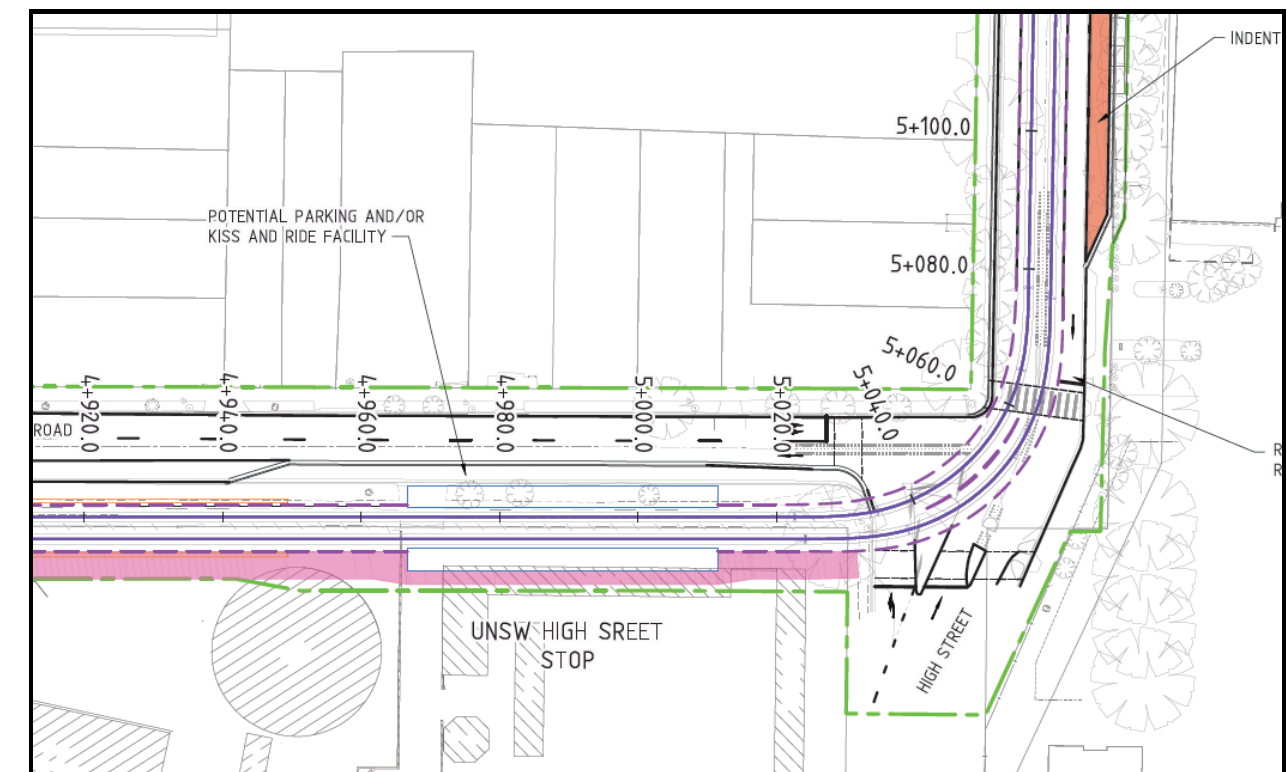 INDENT
5+100.0
POTENTIAL PARKING AND/OR
KISS AND RIDE FACILITY
5+080.0
5+060.0
5+040.0
4+920.0
4+940.0
4+960.0
4+980.0
5+000.0
5+020.0
ROAD
R
R
UNSW HIGH SREET
STOP
HIGH STREET